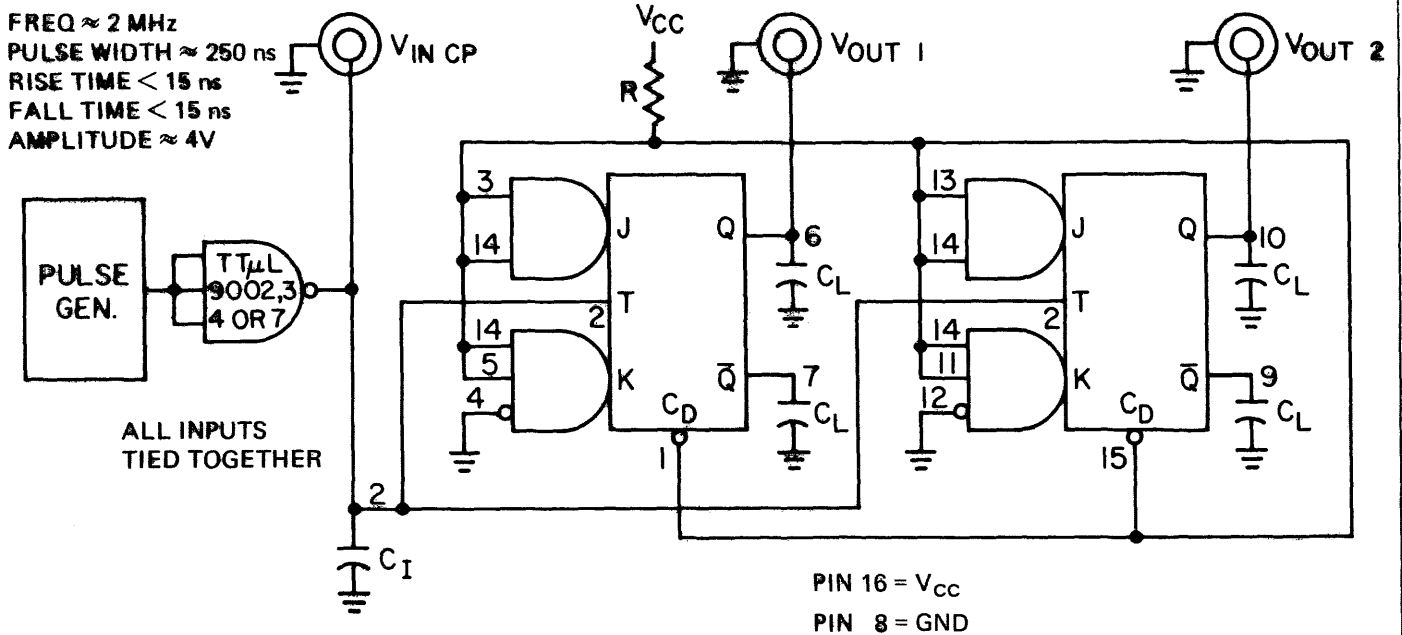 FREQ ≈ 2 MHz
PULSE WIDTH ≈ 250 ns
RISE TIME < 15 ns
FALL TIME < 15 ns
AMPLITUDE ≈ 4V
V_IN CP
V_CC
R
V_OUT 1
V_OUT 2
PULSE GEN.
TTμL
9002,3
4 OR 7
ALL INPUTS
TIED TOGETHER
2
C_I
3
14
J
Q
6
C_L
T
2
14
5
4
K
Q̅
7
C_L
C_D
1
13
14
J
Q
10
C_L
T
2
14
11
12
K
Q̅
9
C_L
C_D
15
PIN 16 = V_CC
PIN 8 = GND